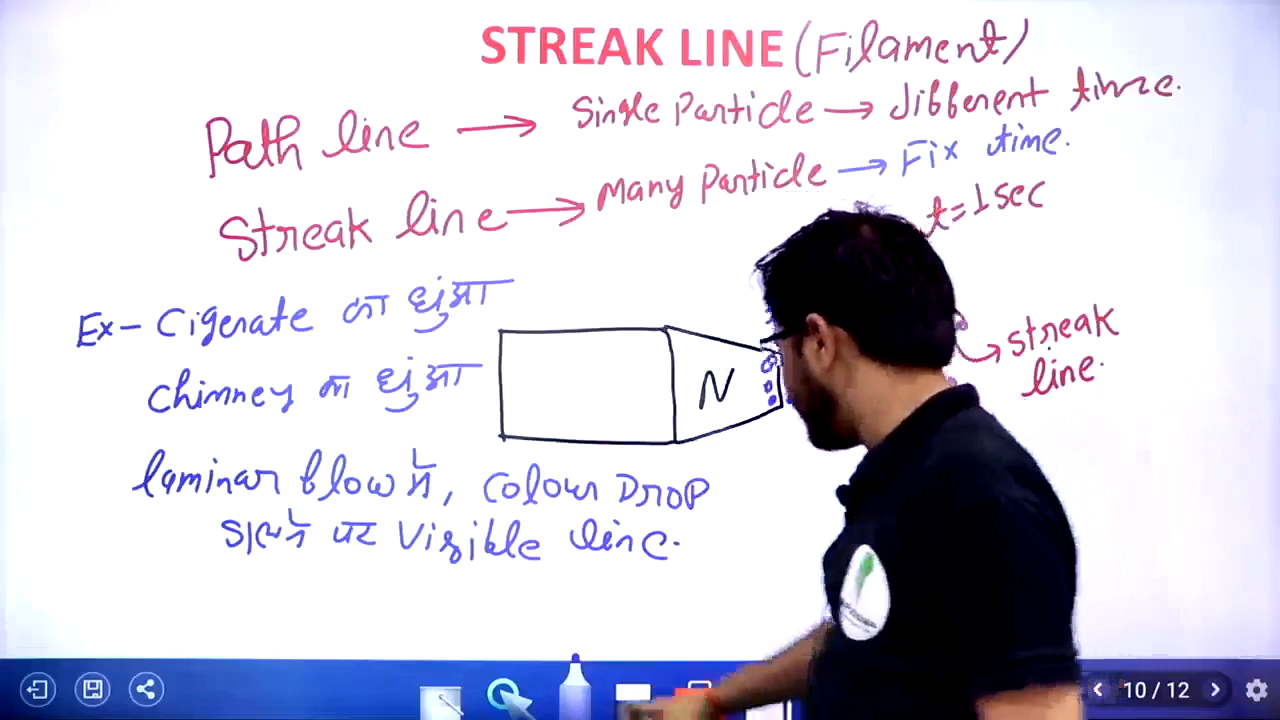 STREAK LINE (Filament)
Path line → Single Particle → different time.
Streak line → Many Particle → Fix time.
t=1sec
Ex- Cigerate का धुंआ
Chimney का धुंआ
N
streak
line.
laminar flow में, Colour Drop
डालने पर Visible line.
10 / 12